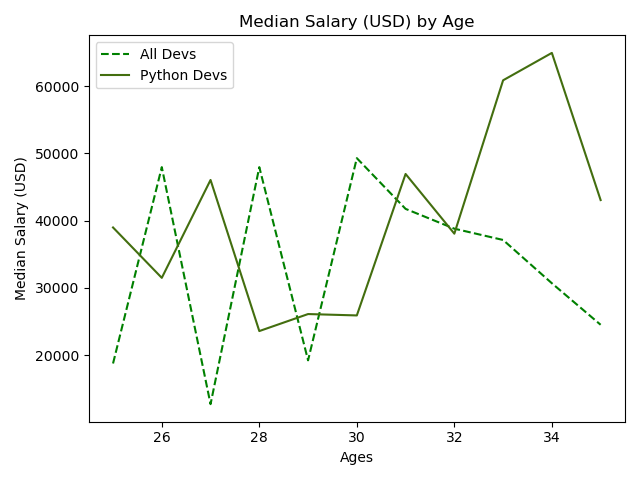 Median Salary (USD) by Age
All Devs
Python Devs
Median Salary (USD)
60000
50000
40000
30000
20000
26 28 30 32 34
Ages